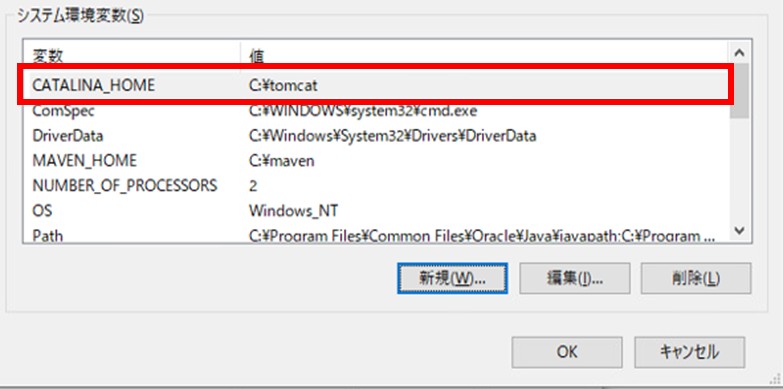 システム環境変数(S)
変数 値
CATALINA_HOME C:¥tomcat
ComSpec C:¥WINDOWS¥system32¥cmd.exe
DriverData C:¥Windows¥System32¥Drivers¥DriverData
MAVEN_HOME C:¥maven
NUMBER_OF_PROCESSORS 2
OS Windows_NT
Path C:¥Program Files¥Common Files¥Oracle¥Java¥javapath;C:¥Program ...
新規(W)... 編集(I)... 削除(L)
OK キャンセル